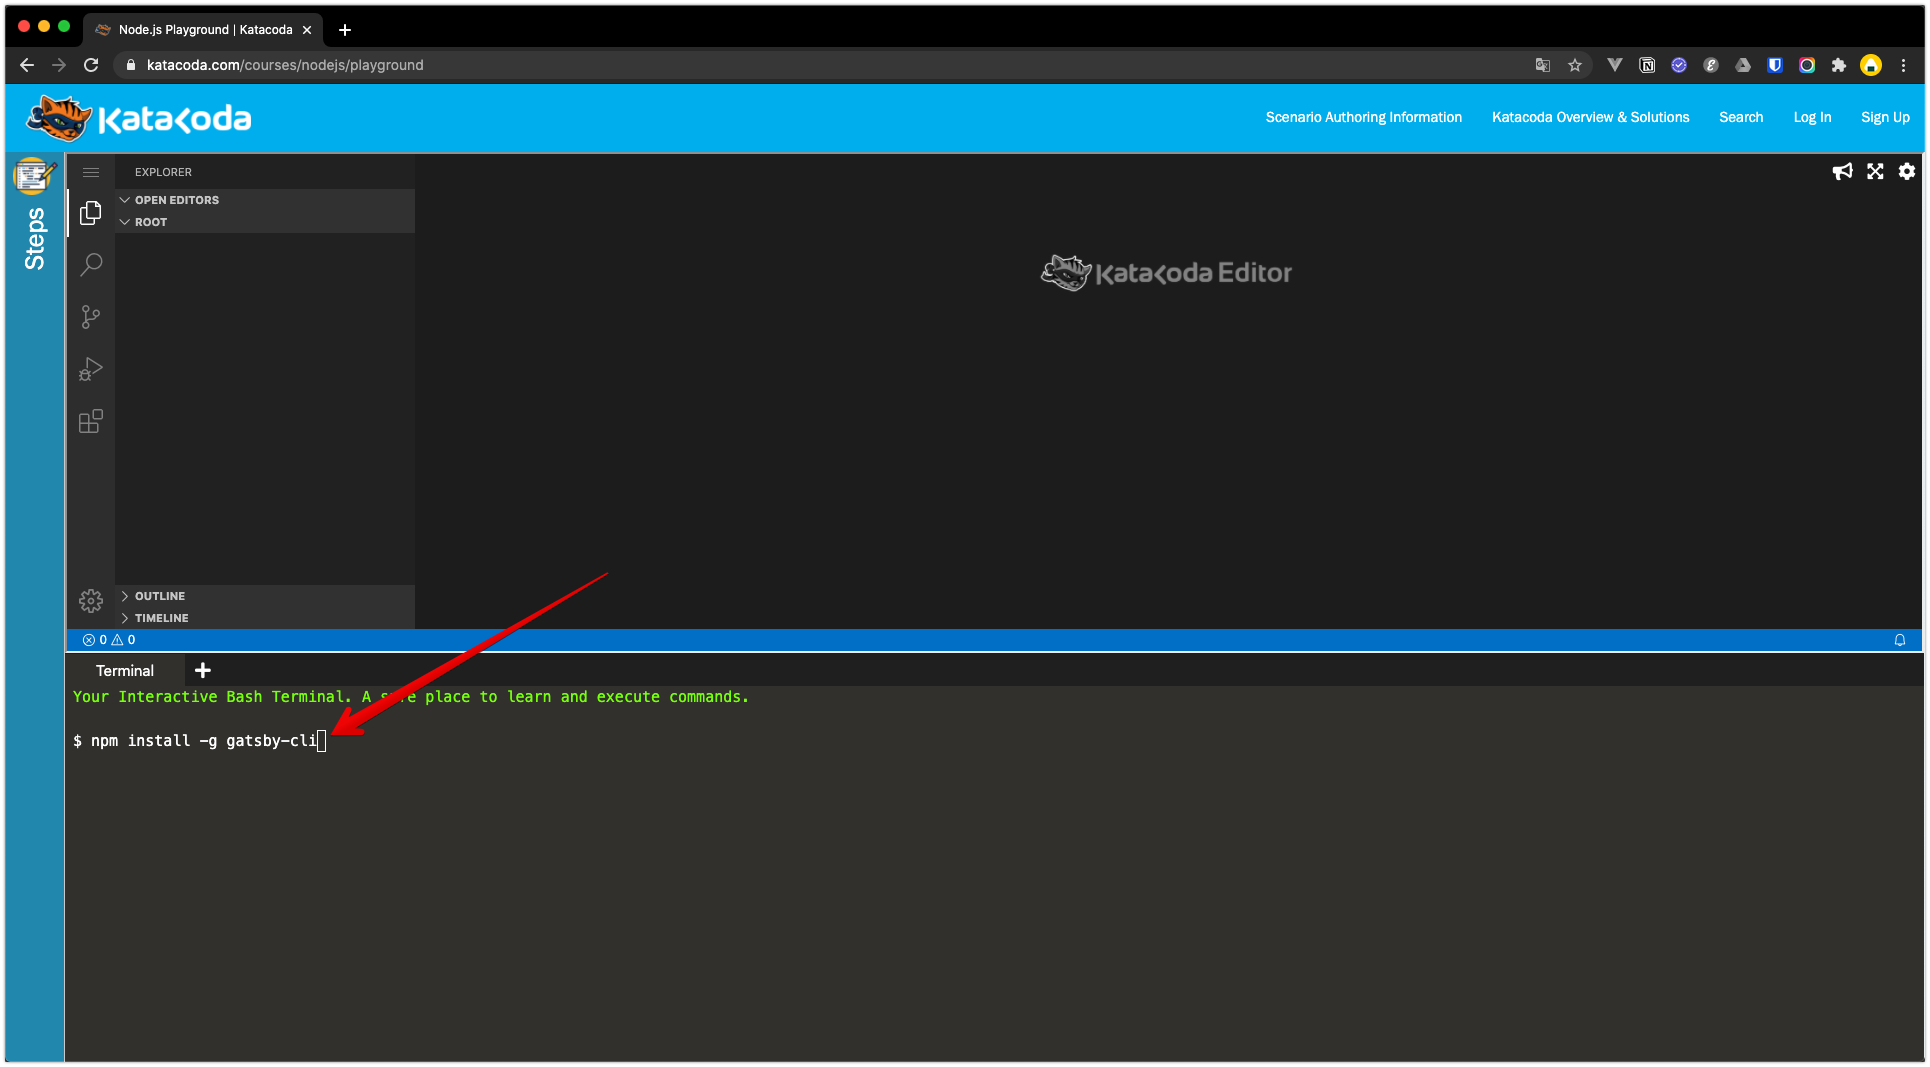 Node.js Playground | Katacoda
katacoda.com/courses/nodejs/playground
Katacoda
Scenario Authoring Information
Katacoda Overview & Solutions
Search
Log In
Sign Up
Steps
EXPLORER
OPEN EDITORS
ROOT
Katacoda Editor
OUTLINE
TIMELINE
0 0
Terminal
Your Interactive Bash Terminal. A safe place to learn and execute commands.
$ npm install -g gatsby-cli